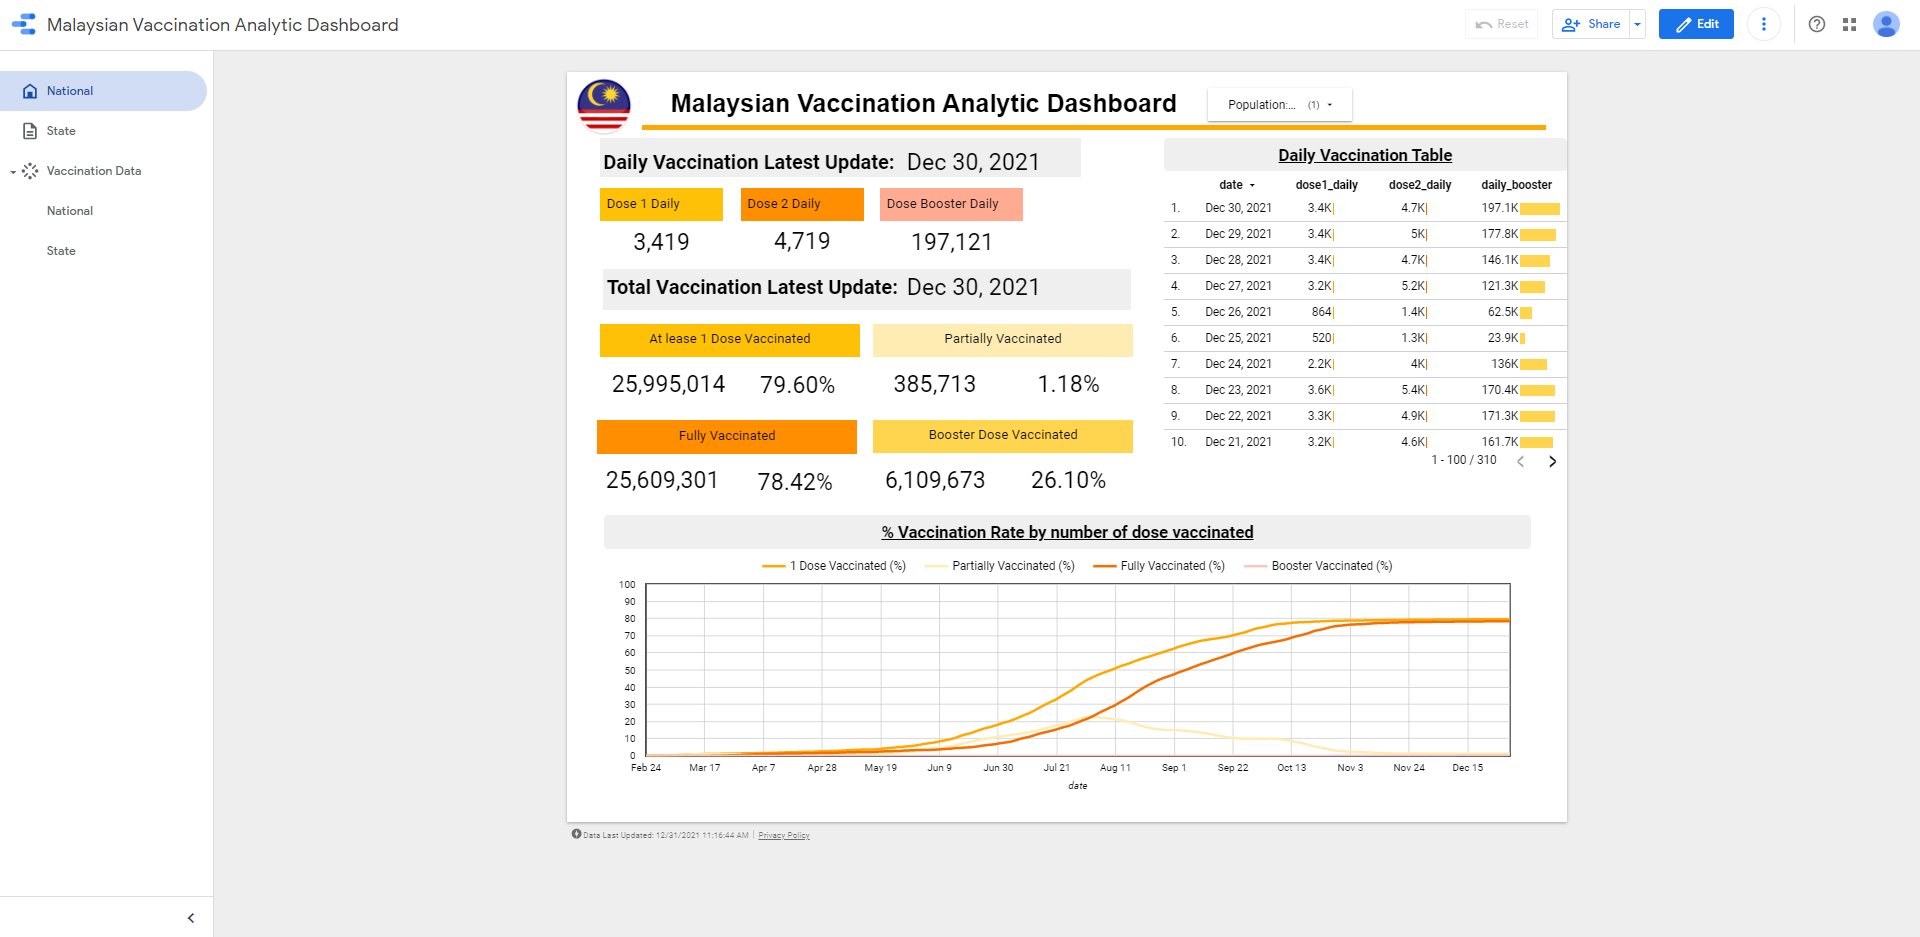 Malaysian Vaccination Analytic Dashboard
Reset
Share
Edit
National
State
Vaccination Data
National
State
Malaysian Vaccination Analytic Dashboard
Population:... (1)
Daily Vaccination Latest Update: Dec 30, 2021
Dose 1 Daily Dose 2 Daily Dose Booster Daily
3,419 4,719 197,121
Total Vaccination Latest Update: Dec 30, 2021
At lease 1 Dose Vaccinated Partially Vaccinated
25,995,014 79.60% 385,713 1.18%
Fully Vaccinated Booster Dose Vaccinated
25,609,301 78.42% 6,109,673 26.10%
Daily Vaccination Table
date dose1_daily dose2_daily daily_booster
1. Dec 30, 2021 3.4K 4.7K 197.1K
2. Dec 29, 2021 3.4K 5K 177.8K
3. Dec 28, 2021 3.4K 4.7K 146.1K
4. Dec 27, 2021 3.2K 5.2K 121.3K
5. Dec 26, 2021 864 1.4K 62.5K
6. Dec 25, 2021 520 1.3K 23.9K
7. Dec 24, 2021 2.2K 4K 136K
8. Dec 23, 2021 3.6K 5.4K 170.4K
9. Dec 22, 2021 3.3K 4.9K 171.3K
10. Dec 21, 2021 3.2K 4.6K 161.7K
1 - 100 / 310
% Vaccination Rate by number of dose vaccinated
1 Dose Vaccinated (%) Partially Vaccinated (%) Fully Vaccinated (%) Booster Vaccinated (%)
100
90
80
70
60
50
40
30
20
10
0
Feb 24 Mar 17 Apr 7 Apr 28 May 19 Jun 9 Jun 30 Jul 21 Aug 11 Sep 1 Sep 22 Oct 13 Nov 3 Nov 24 Dec 15
date
Data Last Updated: 12/31/2021 11:16:44 AM | Privacy Policy